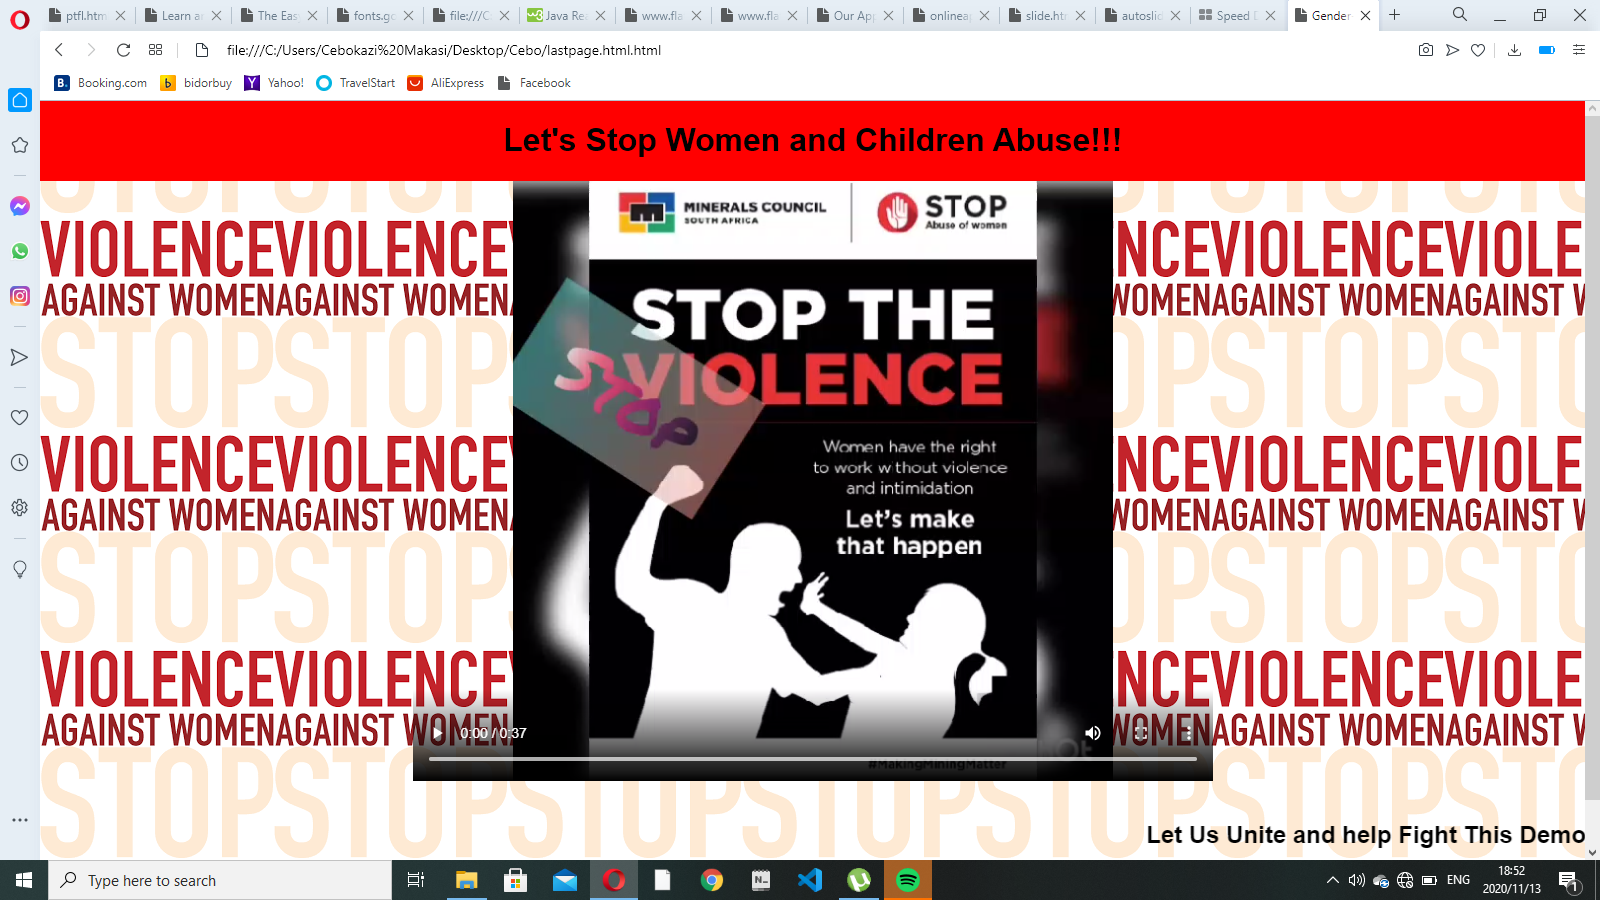 ptfl.htm
Learn a
The Eas
fonts.go
file:///C
Java Rea
www.fla
www.fla
Our App
onlineap
slide.htm
autoslid
Speed D
Gender
file:///C:/Users/Cebokazi%20Makasi/Desktop/Cebo/lastpage.html.html
Booking.com
bidorbuy
Yahoo!
TravelStart
AliExpress
Facebook
Let's Stop Women and Children Abuse!!!
MINERALS COUNCIL
SOUTH AFRICA
STOP
Abuse of women
STOP THE
VIOLENCE
STOP
Women have the right
to work without violence
and intimidation
Let's make
that happen
#MakingMiningMatter
0:00 / 0:37
VIOLENCEVIOLENCE
NCEVIOLENCEVIOLE
AGAINST WOMENAGAINST WOMEN
WOMENAGAINST WOMENAGAINST W
STOPSTOP
STOPSTOP
VIOLENCEVIOLENCE
NCEVIOLENCEVIOLE
AGAINST WOMENAGAINST WOMEN
WOMENAGAINST WOMENAGAINST W
STOPSTOP
STOPSTOP
VIOLENCEVIOLENCE
NCEVIOLENCEVIOLE
AGAINST WOMENAGAINST WOMEN
WOMENAGAINST WOMENAGAINST W
STOPSTOPSTOPSTOPSTOPSTOP
Let Us Unite and help Fight This Demo
Type here to search
ENG
18:52
2020/11/13
1